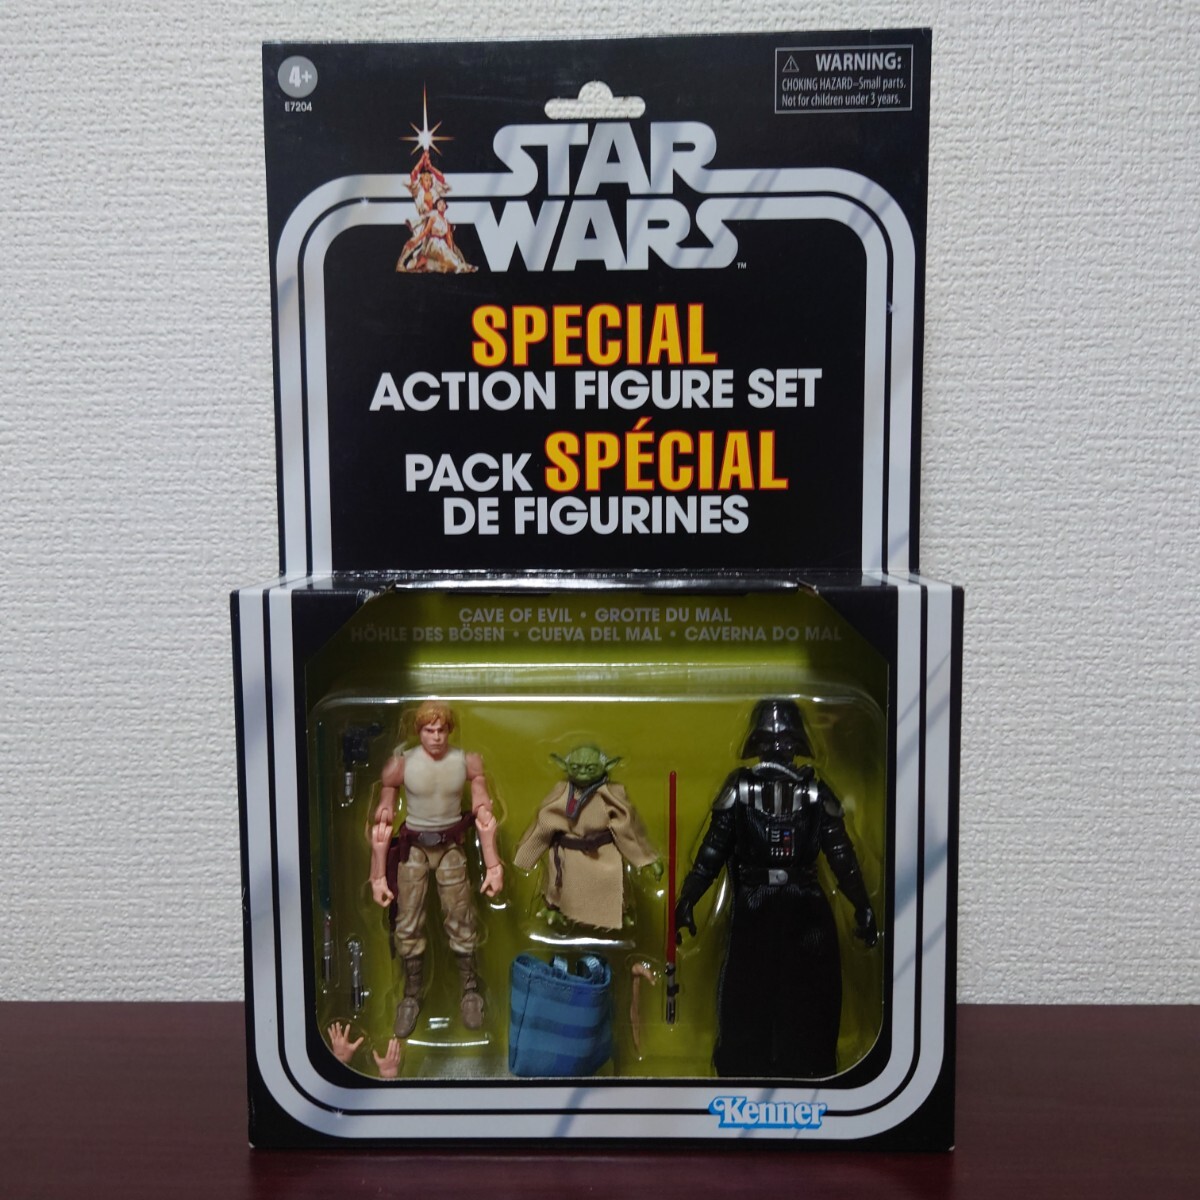 4+
E7204
⚠ WARNING:
CHOKING HAZARD–Small parts.
Not for children under 3 years.
STAR
WARS™
SPECIAL
ACTION FIGURE SET
PACK SPÉCIAL
DE FIGURINES
CAVE OF EVIL • GROTTE DU MAL
HÖHLE DES BÖSEN • CUEVA DEL MAL • CAVERNA DO MAL
Kenner